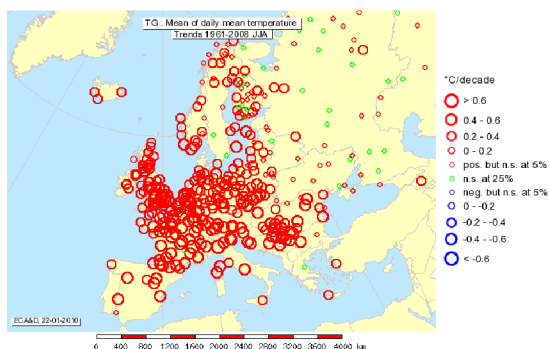 TG : Mean of daily mean temperature
Trends 1961-2008 JJA
°C/decade
> 0.6
0.4 - 0.6
0.2 - 0.4
0 - 0.2
pos. but n.s. at 5%
n.s. at 25%
neg. but n.s. at 5%
0 - -0.2
-0.2 - -0.4
-0.4 - -0.6
< -0.6
ECA&D, 22-01-2010
0 400 800 1200 1600 2000 2400 2800 3200 3600 4000 km